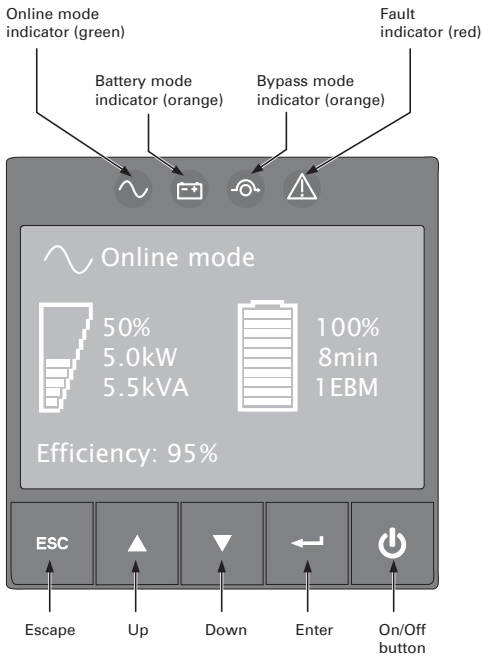 Online mode
indicator (green)
Fault
indicator (red)
Battery mode
indicator (orange)
Bypass mode
indicator (orange)
Online mode
50%
5.0kW
5.5kVA
100%
8min
1EBM
Efficiency: 95%
ESC
Escape
Up
Down
Enter
On/Off
button